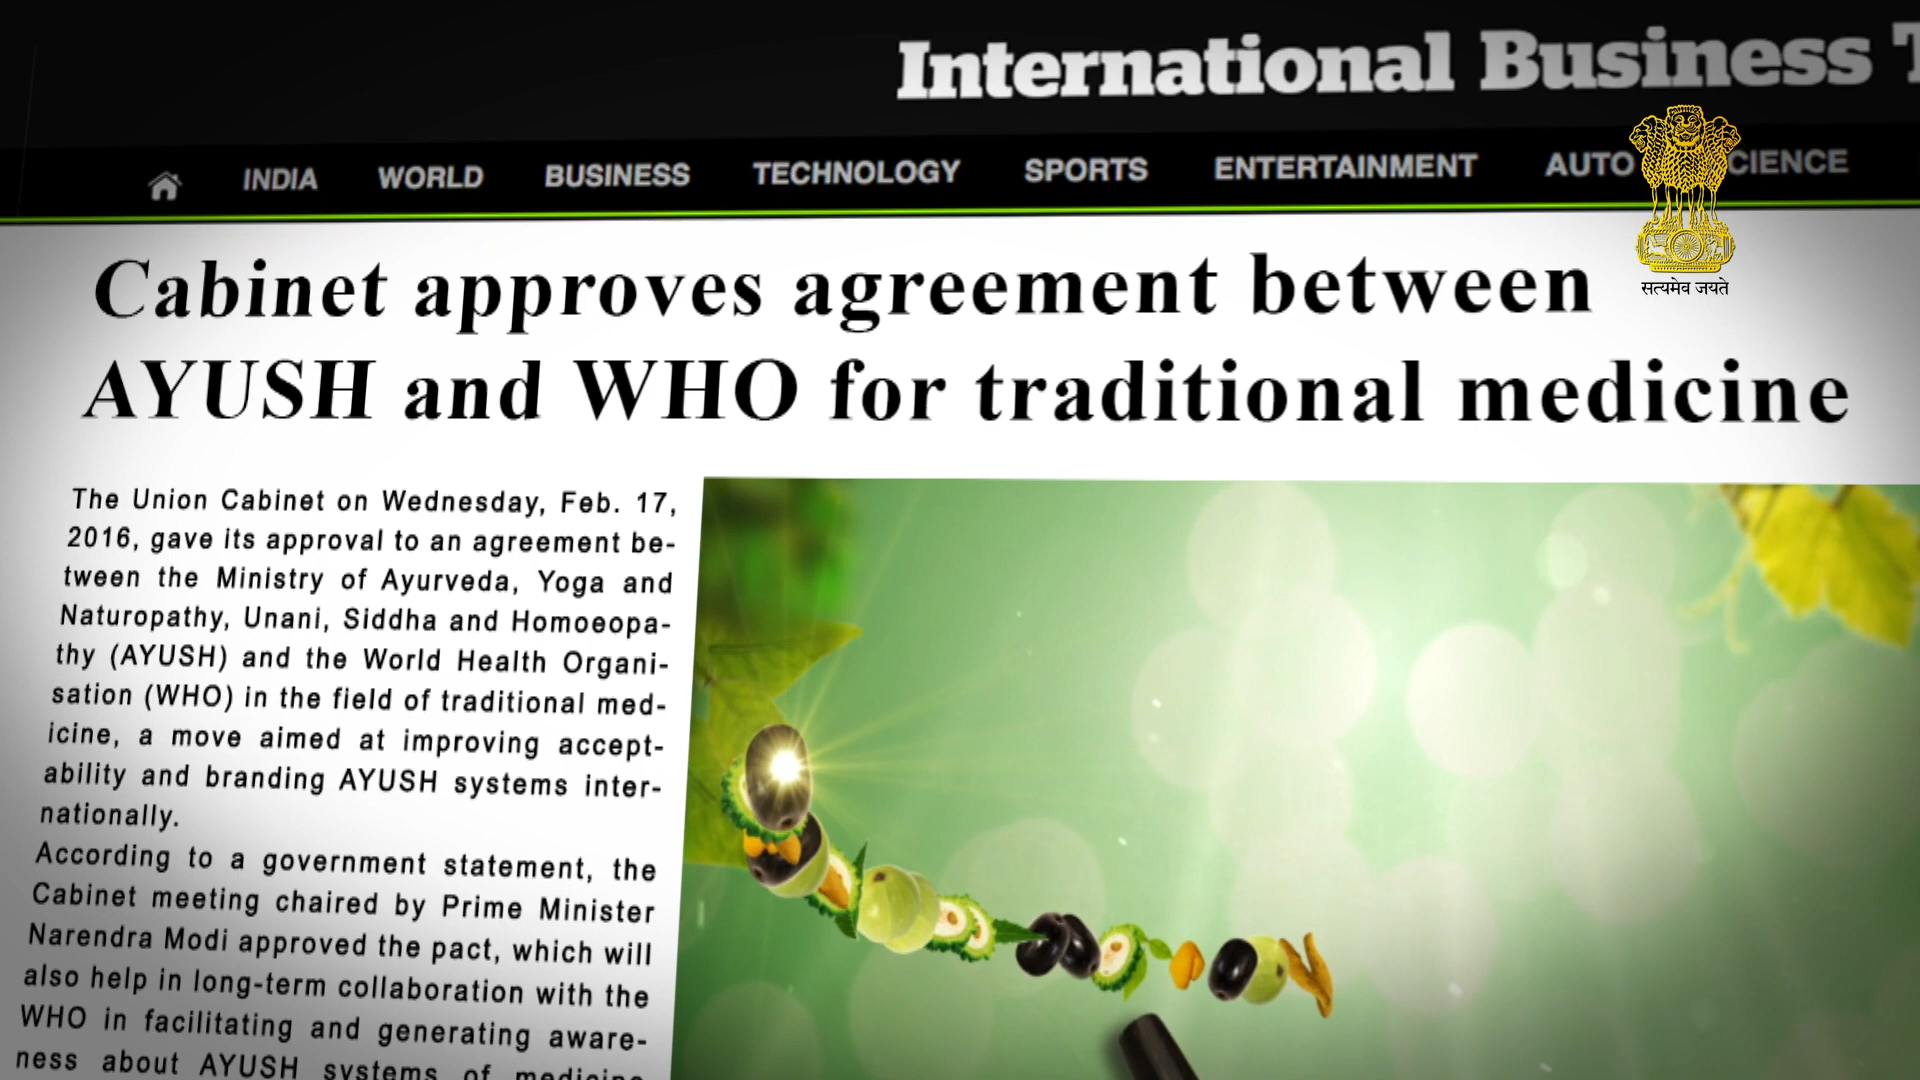 International Business
INDIA WORLD BUSINESS TECHNOLOGY SPORTS ENTERTAINMENT AUTO CIENCE
सत्यमेव जयते
Cabinet approves agreement between
AYUSH and WHO for traditional medicine
The Union Cabinet on Wednesday, Feb. 17,
2016, gave its approval to an agreement be-
tween the Ministry of Ayurveda, Yoga and
Naturopathy, Unani, Siddha and Homoeopa-
thy (AYUSH) and the World Health Organi-
sation (WHO) in the field of traditional med-
icine, a move aimed at improving accept-
ability and branding AYUSH systems inter-
nationally.
According to a government statement, the
Cabinet meeting chaired by Prime Minister
Narendra Modi approved the pact, which will
also help in long-term collaboration with the
WHO in facilitating and generating aware-
ness about AYUSH systems of medicine